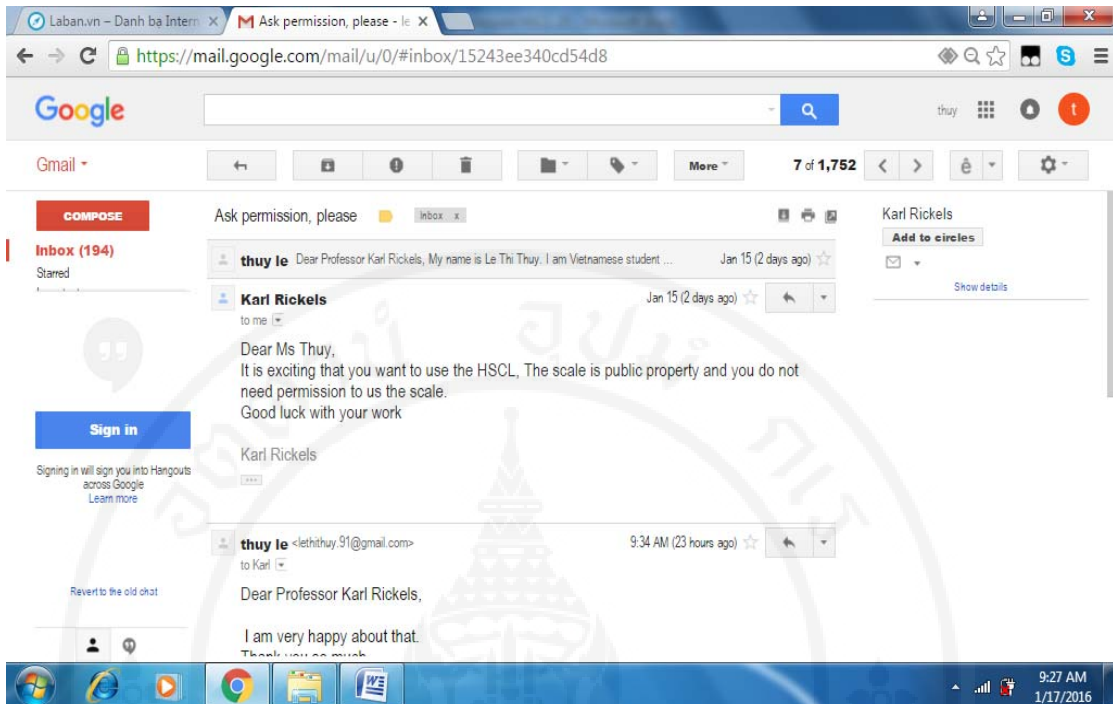 Laban.vn – Danh bạ Intern
Ask permission, please - le
https://mail.google.com/mail/u/0/#inbox/15243ee340cd54d8
Google
thuy
t
Gmail
More
7 of 1,752
ê
COMPOSE
Ask permission, please
Inbox x
Karl Rickels
Add to circles
Show details
Inbox (194)
Starred
thuy le Dear Professor Karl Rickels, My name is Le Thi Thuy. I am Vietnamese student ... Jan 15 (2 days ago)
Karl Rickels Jan 15 (2 days ago)
to me
Dear Ms Thuy,
It is exciting that you want to use the HSCL, The scale is public property and you do not
need permission to us the scale.
Good luck with your work
Karl Rickels
...
Sign in
Signing in will sign you into Hangouts
across Google
Learn more
thuy le <lethithuy.91@gmail.com> 9:34 AM (23 hours ago)
to Karl
Dear Professor Karl Rickels,
I am very happy about that.
Thank you so much
Revert to the old chat
9:27 AM
1/17/2016